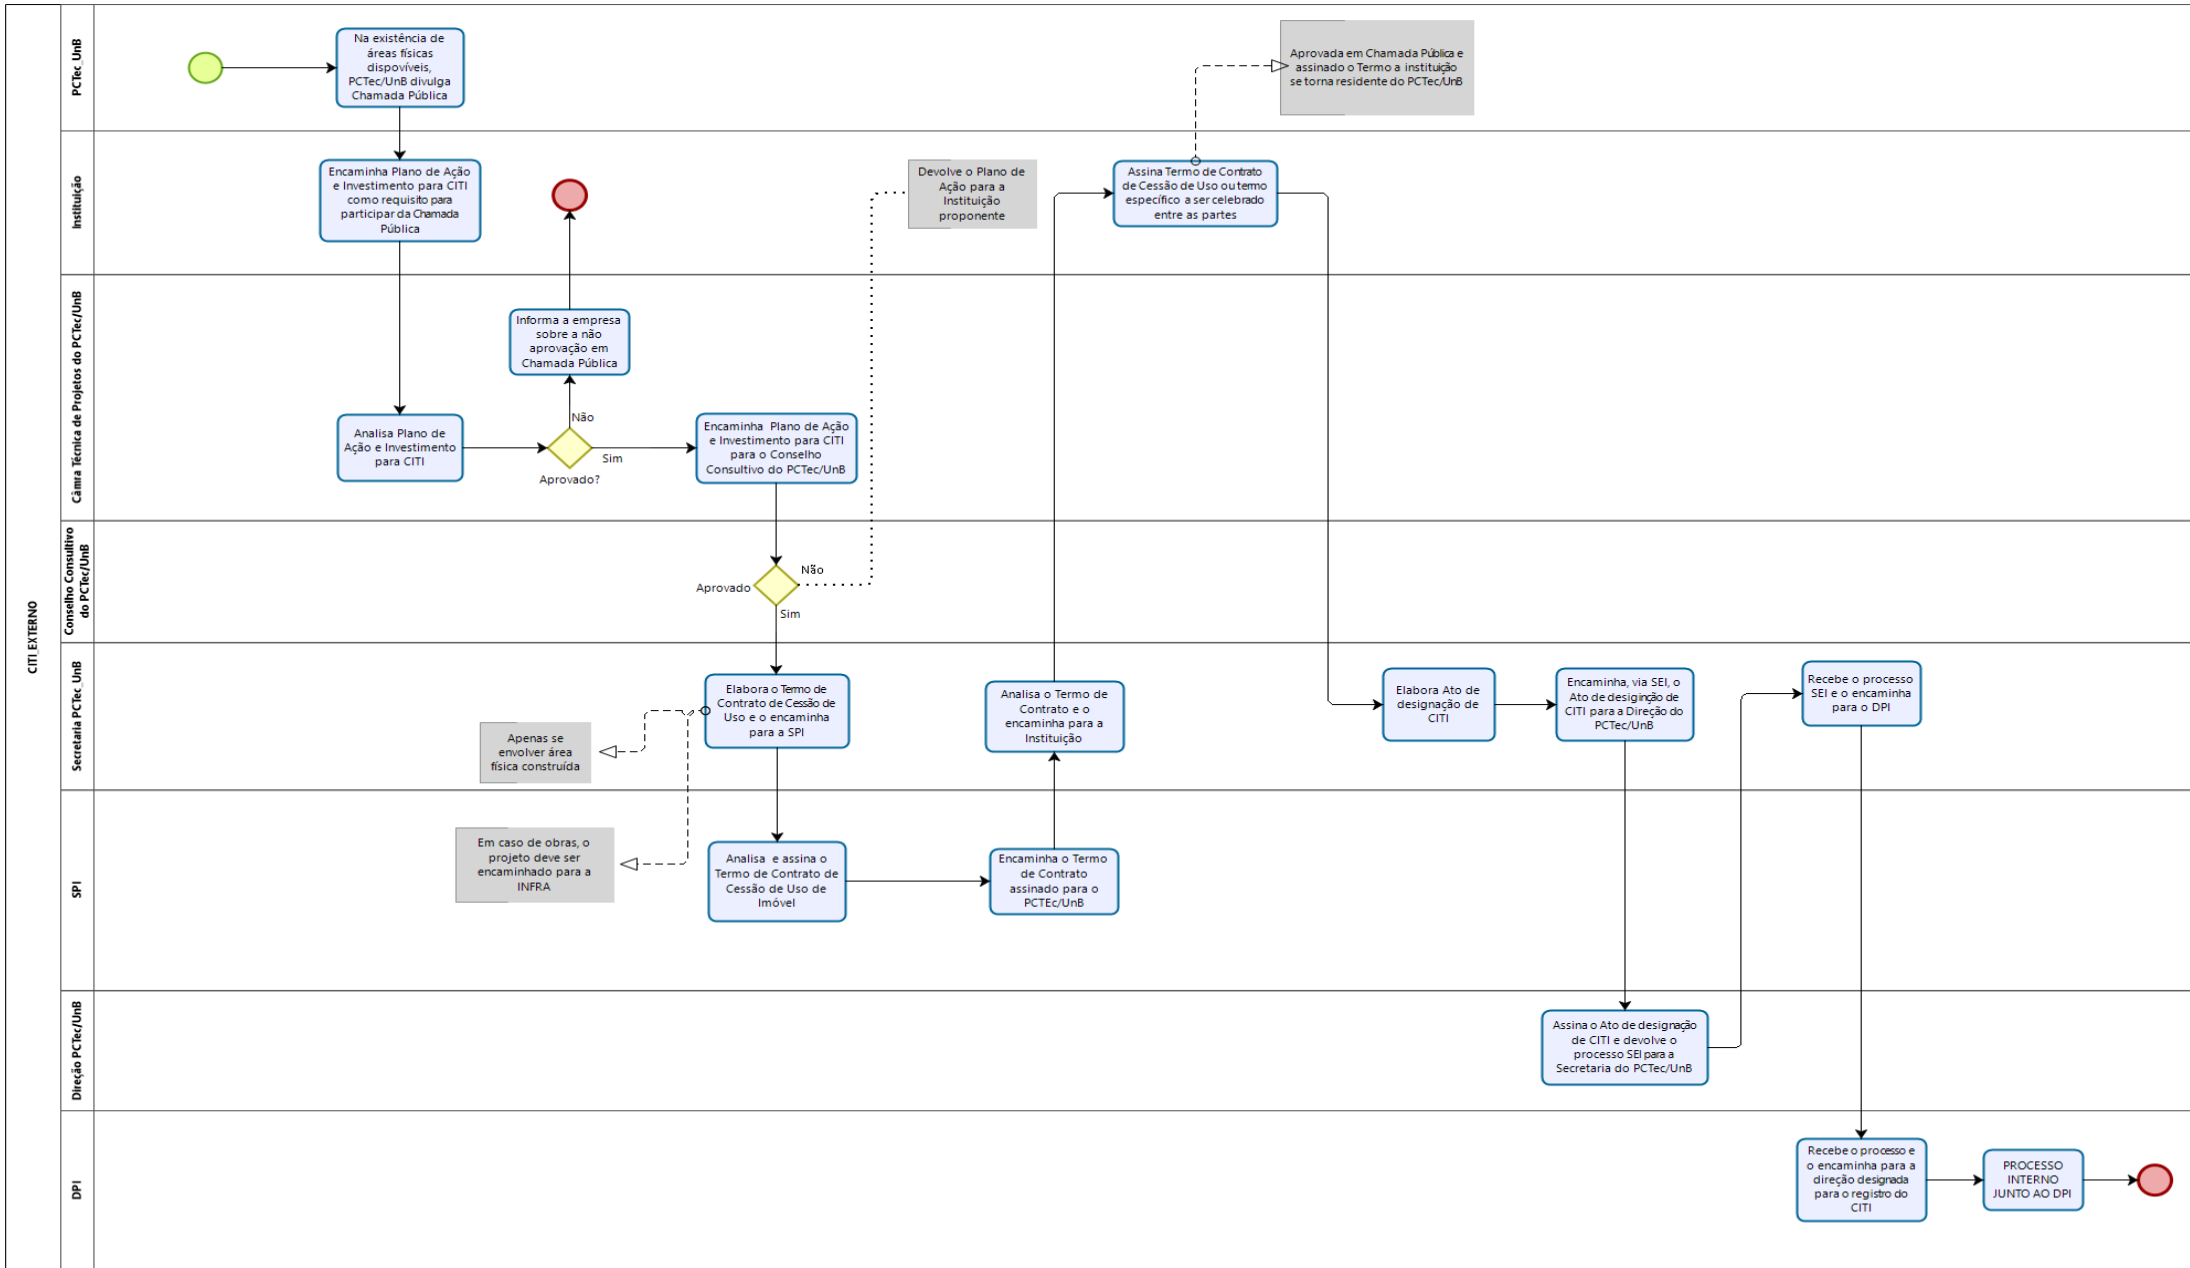 CITI_EXTERNO
PCTec_UnB
Na existência de
áreas físicas
dispovíveis,
PCTec/UnB divulga
Chamada Pública
Aprovada em Chamada Pública e
assinado o Termo a instituição
se torna residente do PCTec/UnB
Instituição
Encaminha Plano de Ação
e Investimento para CITI
como requisito para
participar da Chamada
Pública
Devolve o Plano de
Ação para a
Instituição
proponente
Assina Termo de Contrato
de Cessão de Uso ou termo
específico a ser celebrado
entre as partes
Câmra Técnica de Projetos do PCTec/UnB
Informa a empresa
sobre a não
aprovação em
Chamada Pública
Analisa Plano de
Ação e Investimento
para CITI
Não
Sim
Aprovado?
Encaminha Plano de Ação
e Investimento para CITI
para o Conselho
Consultivo do PCTec/UnB
Conselho Consultivo
do PCTec/UnB
Aprovado
Não
Sim
Secretaria PCTec_UnB
Elabora o Termo de
Contrato de Cessão de
Uso e o encaminha
para a SPI
Apenas se
envolver área
física construída
Analisa o Termo de
Contrato e o
encaminha para a
Instituição
Elabora Ato de
designação de
CITI
Encaminha, via SEI, o
Ato de desiginção de
CITI para a Direção do
PCTec/UnB
Recebe o processo
SEI e o encaminha
para o DPI
SPI
Em caso de obras, o
projeto deve ser
encaminhado para a
INFRA
Analisa e assina o
Termo de Contrato de
Cessão de Uso de
Imóvel
Encaminha o Termo
de Contrato
assinado para o
PCTEc/UnB
Direção PCTec/UnB
Assina o Ato de designação
de CITI e devolve o
processo SEI para a
Secretaria do PCTec/UnB
DPI
Recebe o processo e
o encaminha para a
direção designada
para o registro do
CITI
PROCESSO
INTERNO
JUNTO AO DPI